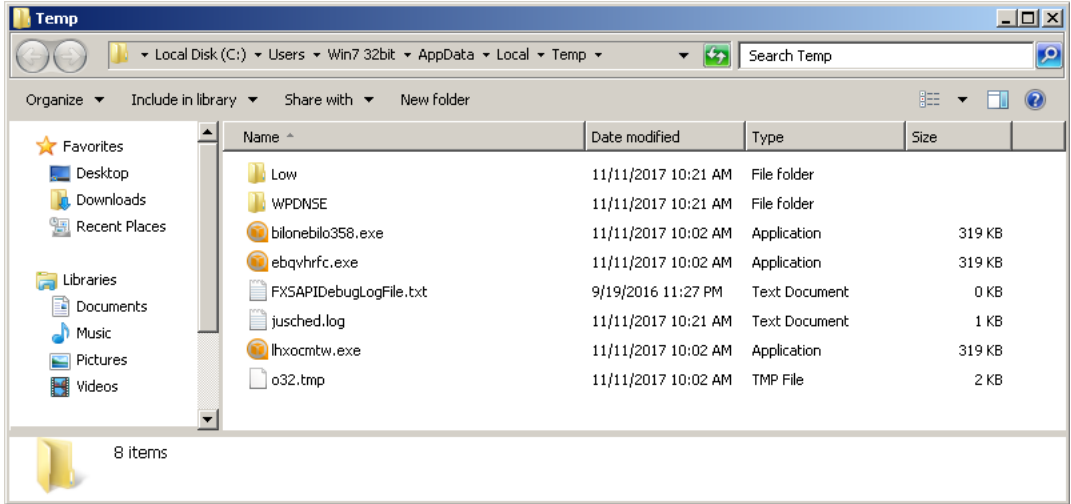 Temp
Local Disk (C:) Users Win7 32bit AppData Local Temp Search Temp
Organize Include in library Share with New folder
Name Date modified Type Size
Favorites
Desktop
Downloads
Recent Places
Libraries
Documents
Music
Pictures
Videos
Low 11/11/2017 10:21 AM File folder
WPDNSE 11/11/2017 10:21 AM File folder
bilonebilo358.exe 11/11/2017 10:02 AM Application 319 KB
ebqvhrfc.exe 11/11/2017 10:02 AM Application 319 KB
FXSAPIDebugLogFile.txt 9/19/2016 11:27 PM Text Document 0 KB
jusched.log 11/11/2017 10:21 AM Text Document 1 KB
lhxocmtw.exe 11/11/2017 10:02 AM Application 319 KB
o32.tmp 11/11/2017 10:02 AM TMP File 2 KB
8 items